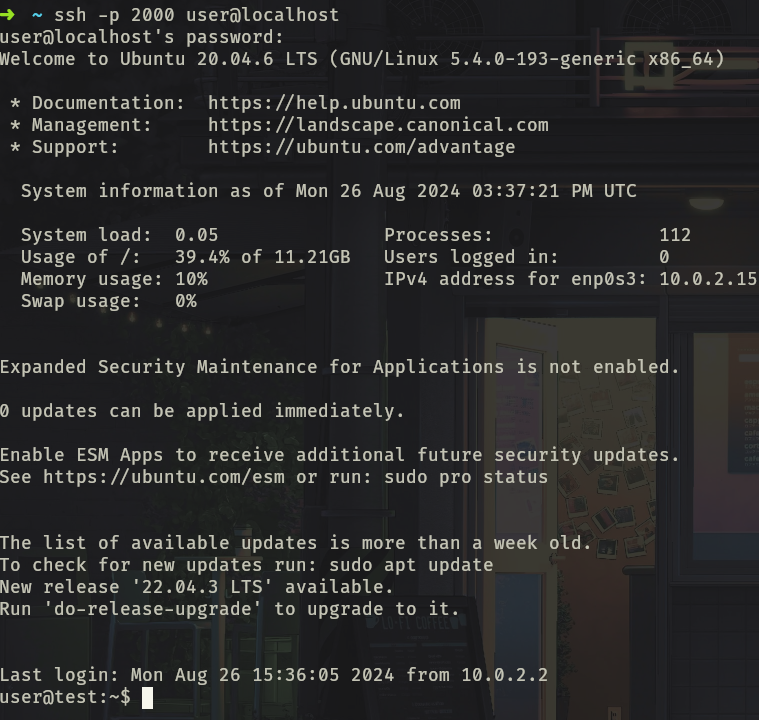 ➜  ~ ssh -p 2000 user@localhost
user@localhost's password:
Welcome to Ubuntu 20.04.6 LTS (GNU/Linux 5.4.0-193-generic x86_64)

 * Documentation:  https://help.ubuntu.com
 * Management:     https://landscape.canonical.com
 * Support:        https://ubuntu.com/advantage

  System information as of Mon 26 Aug 2024 03:37:21 PM UTC

  System load:  0.05               Processes:               112
  Usage of /:   39.4% of 11.21GB   Users logged in:         0
  Memory usage: 10%                IPv4 address for enp0s3: 10.0.2.15
  Swap usage:   0%

Expanded Security Maintenance for Applications is not enabled.

0 updates can be applied immediately.

Enable ESM Apps to receive additional future security updates.
See https://ubuntu.com/esm or run: sudo pro status

The list of available updates is more than a week old.
To check for new updates run: sudo apt update
New release '22.04.3 LTS' available.
Run 'do-release-upgrade' to upgrade to it.

Last login: Mon Aug 26 15:36:05 2024 from 10.0.2.2
user@test:~$